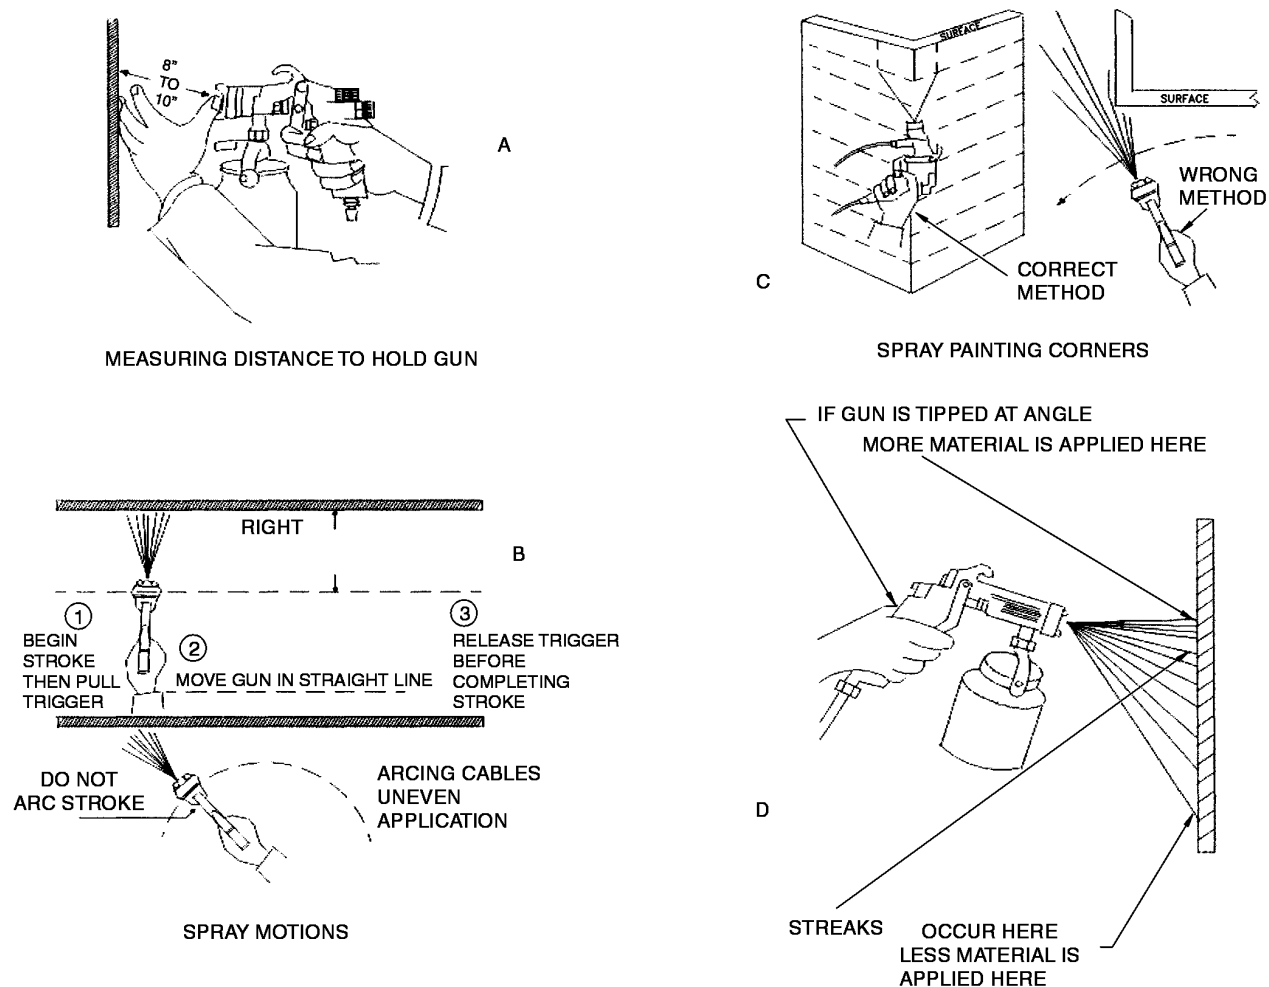 8"
TO
10"
A
MEASURING DISTANCE TO HOLD GUN
SURFACE
SURFACE
WRONG
METHOD
CORRECT
METHOD
C
SPRAY PAINTING CORNERS
RIGHT
B
1
BEGIN
STROKE
THEN PULL
TRIGGER
2
MOVE GUN IN STRAIGHT LINE
3
RELEASE TRIGGER
BEFORE
COMPLETING
STROKE
DO NOT
ARC STROKE
ARCING CABLES
UNEVEN
APPLICATION
SPRAY MOTIONS
IF GUN IS TIPPED AT ANGLE
MORE MATERIAL IS APPLIED HERE
D
STREAKS
OCCUR HERE
LESS MATERIAL IS
APPLIED HERE